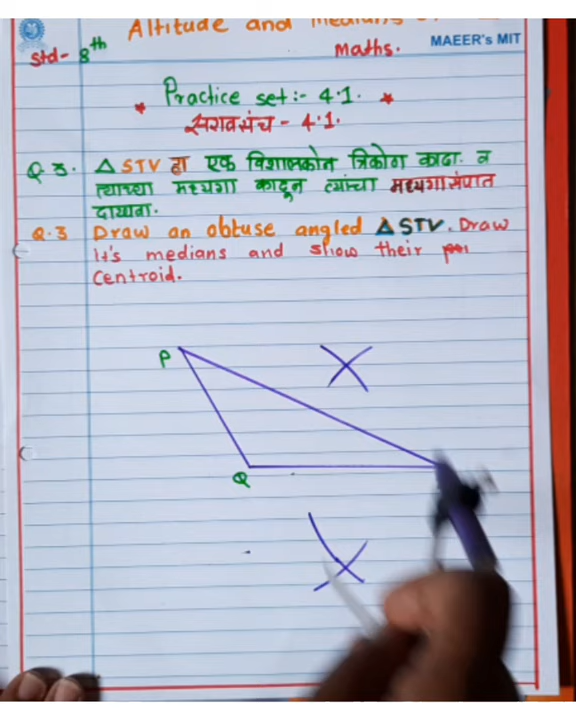 Altitude and medians
std- 8th
maths.
MAEER's MIT
Practice set:- 4.1.
सरावसंच - 4.1.
Q 3. △STV हा एक विशालकोन त्रिकोण काढा. व
त्याच्या मध्यगा काढून त्यांचा मध्यगासंपात
दाखवा.
Q.3 Draw an obtuse angled △STV. Draw
it's medians and show their
Centroid.
P
Q